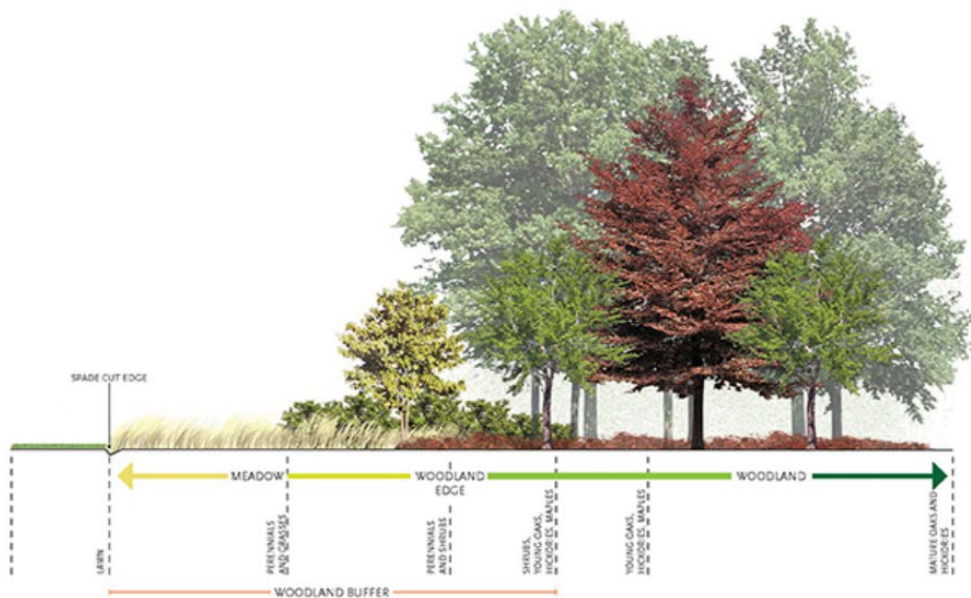 SPADE CUT EDGE
MEADOW
WOODLAND
EDGE
WOODLAND
LAWN
PERENNIALS
AND GRASSES
PERENNIALS
AND SHRUBS
SHRUBS,
YOUNG OAKS,
HICKORIES, MAPLES
YOUNG OAKS,
HICKORIES, MAPLES
MATURE OAKS AND
HICKORIES
WOODLAND BUFFER